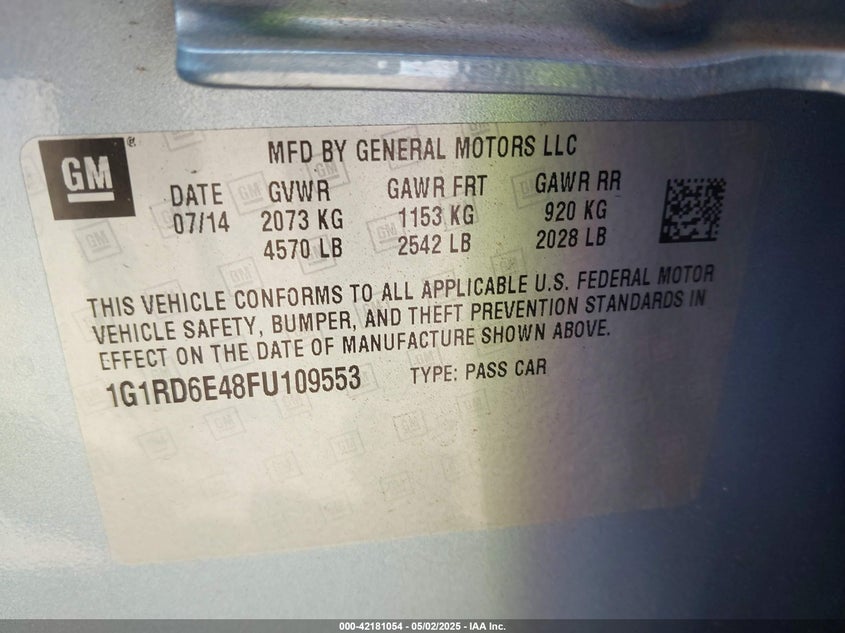 GM
MFD BY GENERAL MOTORS LLC
DATE GVWR GAWR FRT GAWR RR
07/14 2073 KG 1153 KG 920 KG
4570 LB 2542 LB 2028 LB
THIS VEHICLE CONFORMS TO ALL APPLICABLE U.S. FEDERAL MOTOR
VEHICLE SAFETY, BUMPER, AND THEFT PREVENTION STANDARDS IN
EFFECT ON THE DATE OF MANUFACTURE SHOWN ABOVE.
1G1RD6E48FU109553 TYPE: PASS CAR
000-42181054 - 05/02/2025 - IAA Inc.